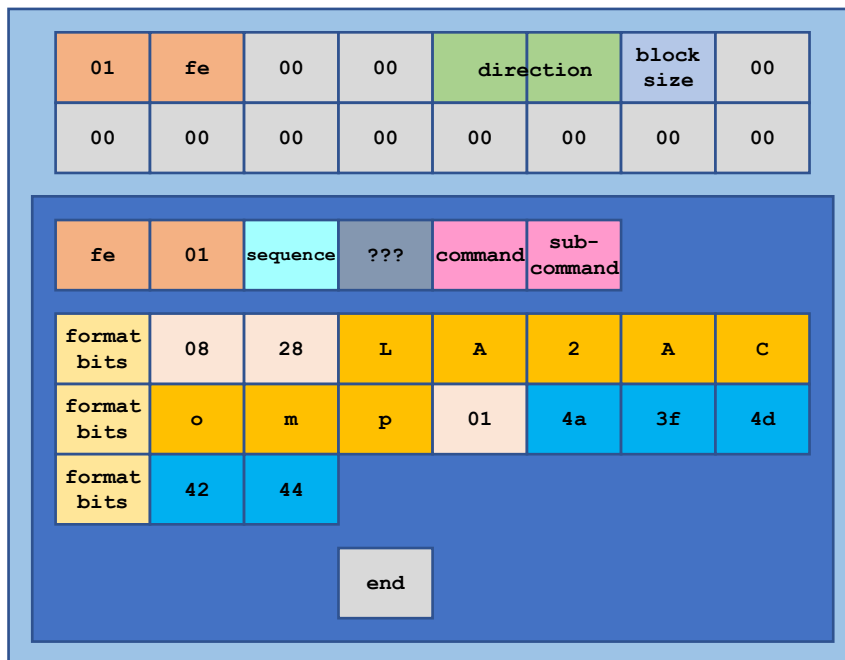 01 fe 00 00 direction block size 00
00 00 00 00 00 00 00 00
fe 01 sequence ??? command sub-command
format bits 08 28 L A 2 A C
format bits o m p 01 4a 3f 4d
format bits 42 44
end